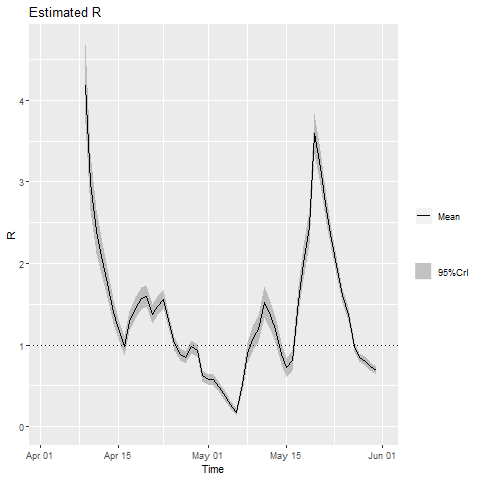 Estimated R
R
4
3
2
1
0
Apr 01
Apr 15
May 01
May 15
Jun 01
Time
Mean
95%CrI